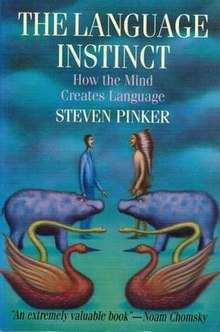 THE LANGUAGE
INSTINCT
How the Mind
Creates Language
STEVEN PINKER
"An extremely valuable book"—Noam Chomsky